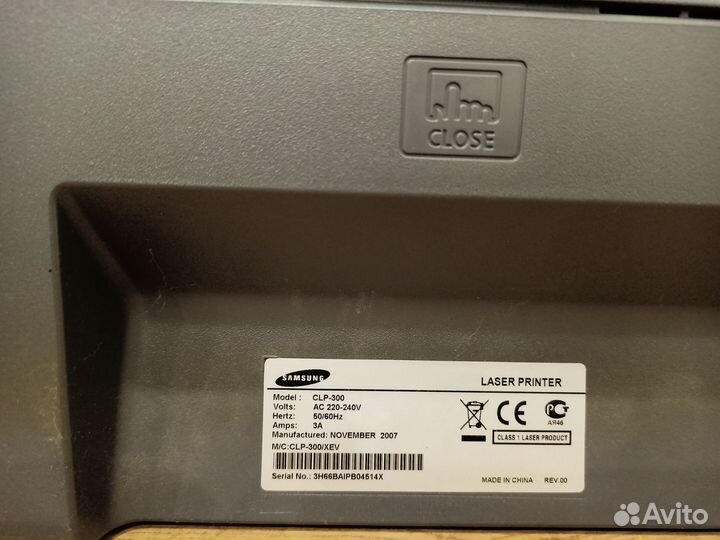 CLOSE
SAMSUNG
LASER PRINTER
Model : CLP-300
Volts: AC 220-240V
Hertz: 50/60Hz
Amps: 3A
Manufactured: NOVEMBER 2007
M/C:CLP-300/XEV
Serial No.: 3H66BAIPB04514X
АЯ46
CLASS 1 LASER PRODUCT
MADE IN CHINA REV.00
Avito